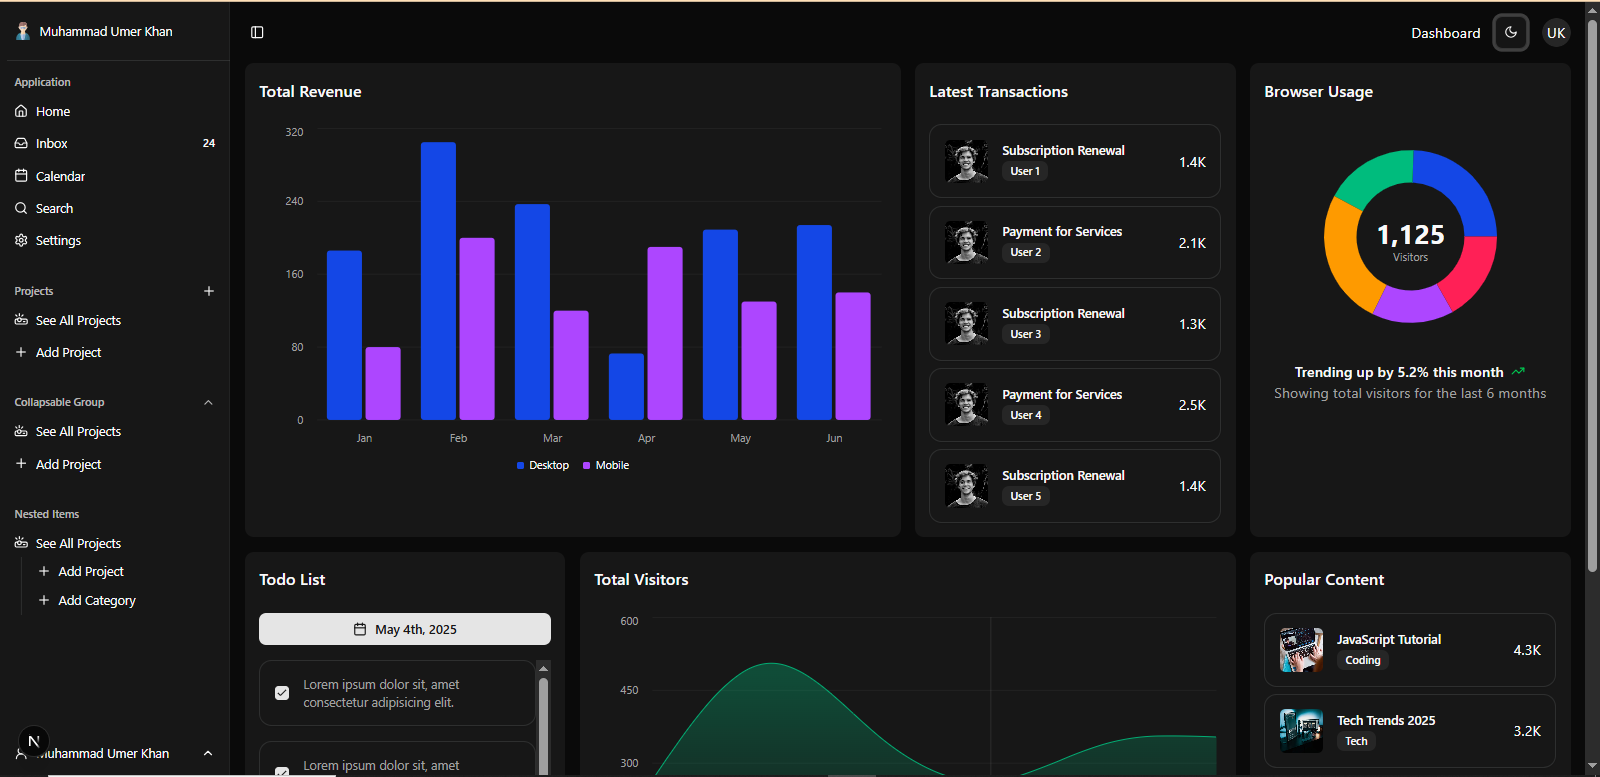 Muhammad Umer Khan
Application
Home
Inbox 24
Calendar
Search
Settings
Projects
See All Projects
Add Project
Collapsable Group
See All Projects
Add Project
Nested Items
See All Projects
Add Project
Add Category
N
Muhammad Umer Khan
Dashboard
UK
Total Revenue
320
240
160
80
0
Jan Feb Mar Apr May Jun
Desktop Mobile
Latest Transactions
Subscription Renewal
User 1
1.4K
Payment for Services
User 2
2.1K
Subscription Renewal
User 3
1.3K
Payment for Services
User 4
2.5K
Subscription Renewal
User 5
1.4K
Browser Usage
1,125
Visitors
Trending up by 5.2% this month
Showing total visitors for the last 6 months
Todo List
May 4th, 2025
Lorem ipsum dolor sit, amet
consectetur adipisicing elit.
Lorem ipsum dolor sit, amet
Total Visitors
600
450
300
Popular Content
JavaScript Tutorial
Coding
4.3K
Tech Trends 2025
Tech
3.2K